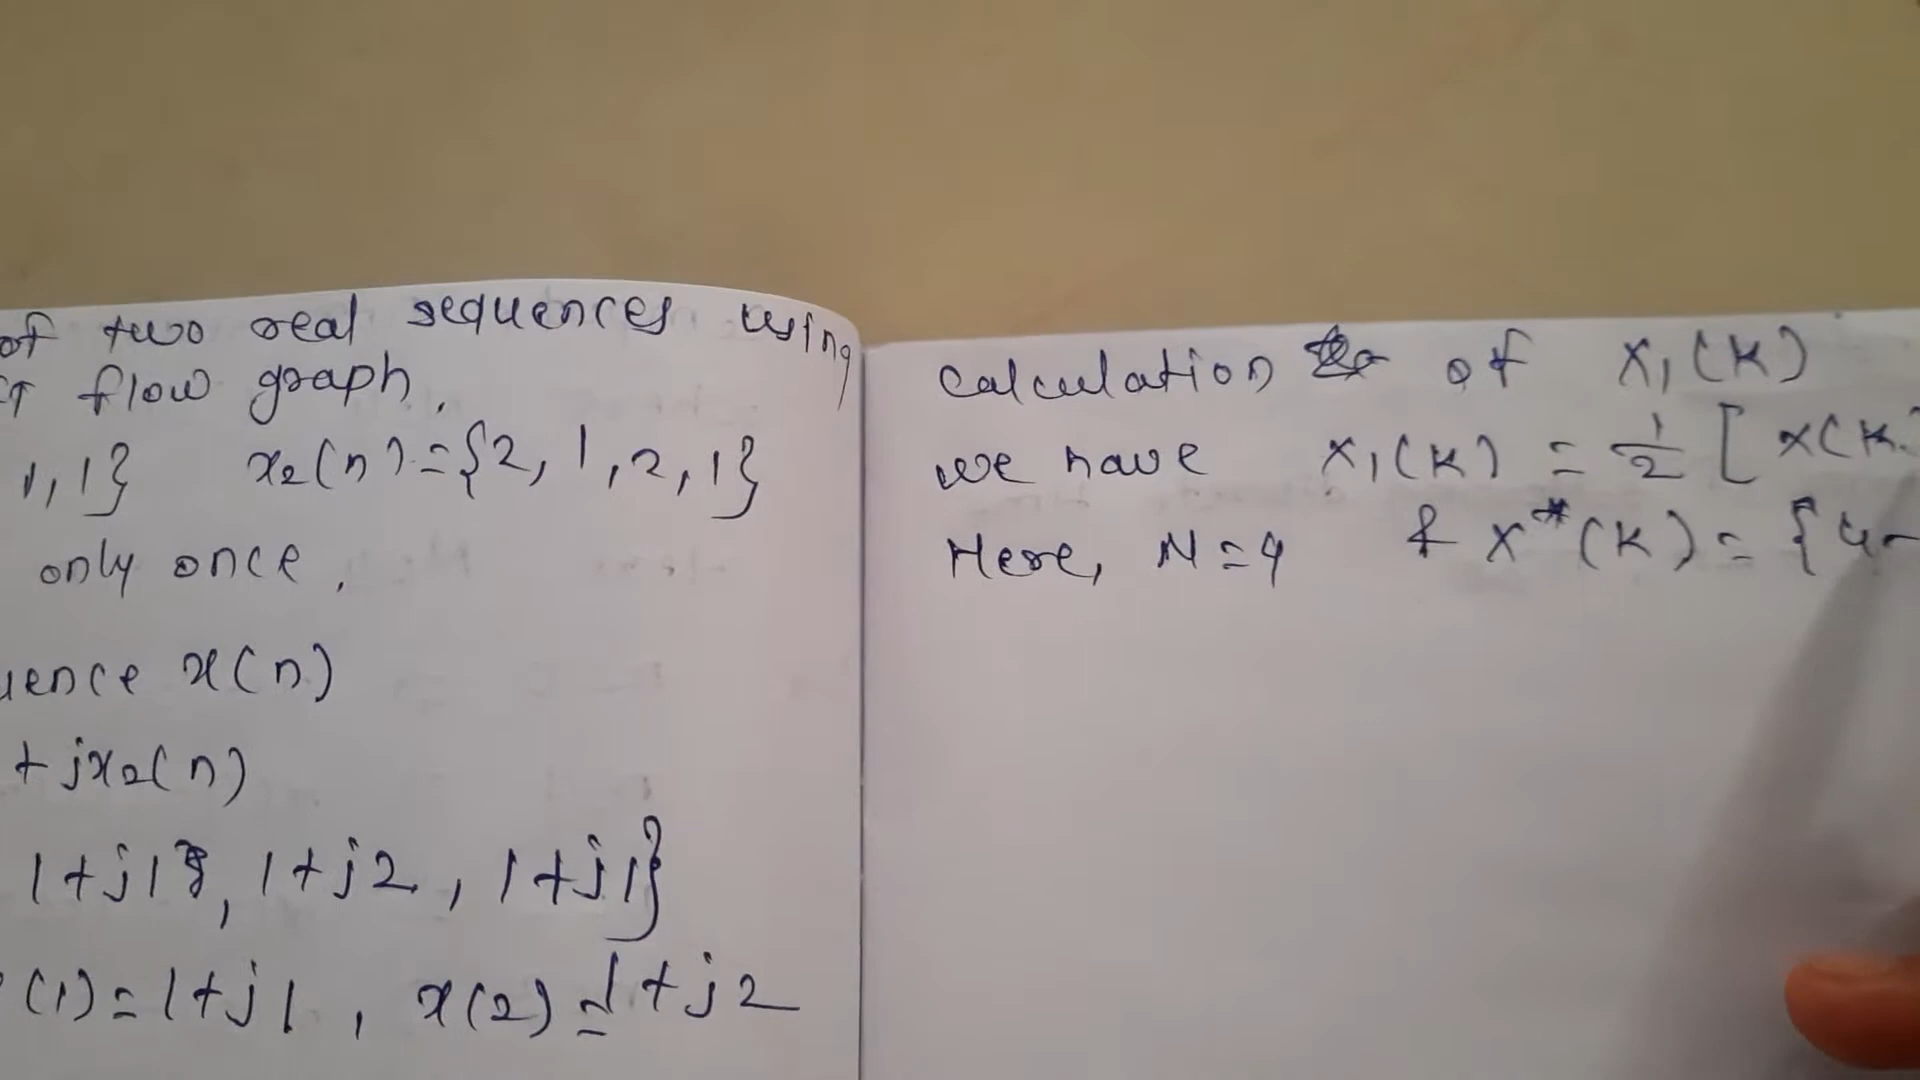 of two real sequences using
flow graph.
1,1} x₂(n)={2,1,2,1}
only once.
x(n)
+jx₂(n)
1+j1}, 1+j2, 1+j1}
(1)=1+j1, x(2)=1+j2
Calculation of X₁(K)
we have X₁(K) = 1/2 [X(K)
Here, N=4 & X*(K) = {4-